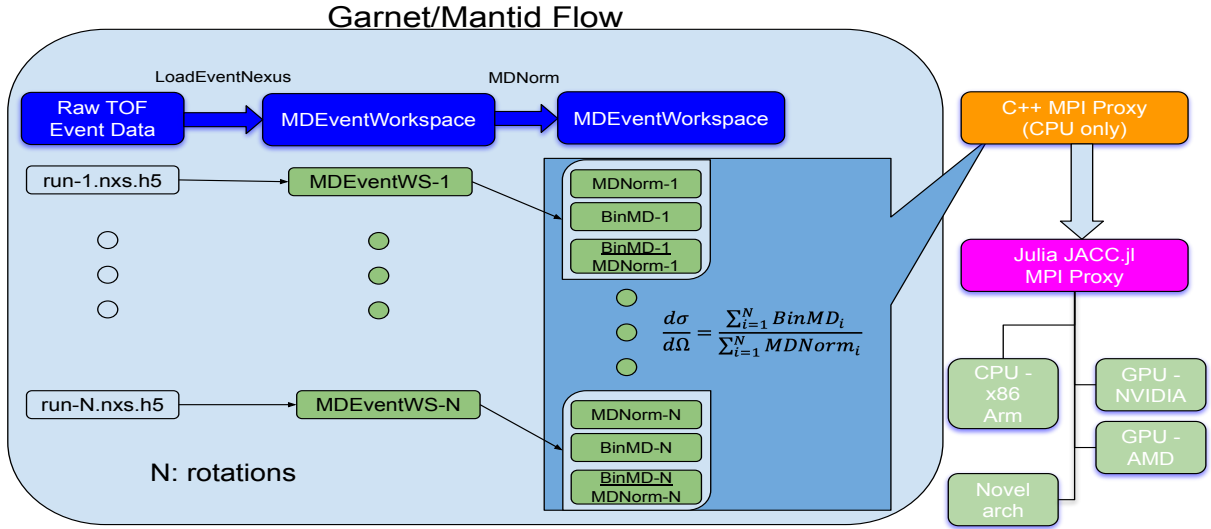 Garnet/Mantid Flow
LoadEventNexus
MDNorm
Raw TOF
Event Data
MDEventWorkspace
MDEventWorkspace
C++ MPI Proxy
(CPU only)
run-1.nxs.h5
MDEventWS-1
MDNorm-1
BinMD-1
BinMD-1
MDNorm-1
Julia JACC.jl
MPI Proxy
dσ/dΩ = ∑_{i=1}^{N} BinMD_i / ∑_{i=1}^{N} MDNorm_i
CPU -
x86
Arm
GPU -
NVIDIA
run-N.nxs.h5
MDEventWS-N
MDNorm-N
BinMD-N
BinMD-N
MDNorm-N
GPU -
AMD
N: rotations
Novel
arch